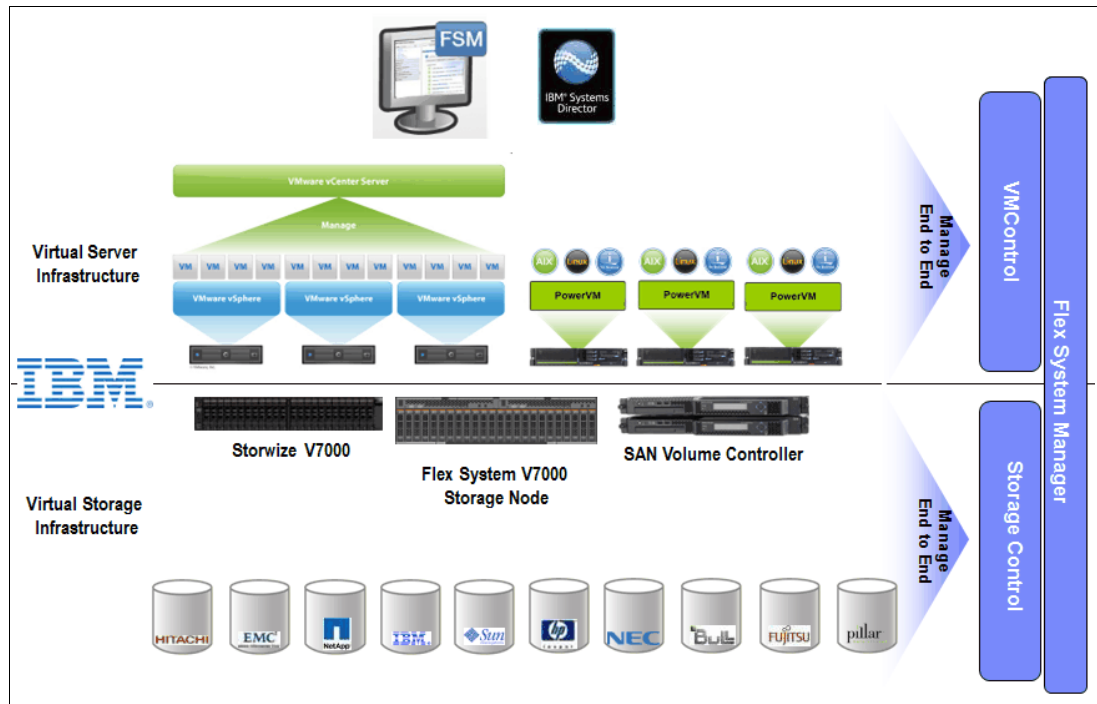 FSM
IBM® Systems
Director
VMware vCenter Server
Manage
Virtual Server
Infrastructure
VM VM VM VM VM VM VM VM VM VM VM VM
VMware vSphere VMware vSphere VMware vSphere
AIX Linux AIX Linux AIX Linux
PowerVM PowerVM PowerVM
Manage
End to End
VMControl
Flex System Manager
IBM®
Storwize V7000
Flex System V7000
Storage Node
SAN Volume Controller
Virtual Storage
Infrastructure
Manage
End to End
Storage Control
HITACHI
EMC²
NetApp
IBM
Sun
hp
invent
NEC
Bull
FUJITSU
pillar